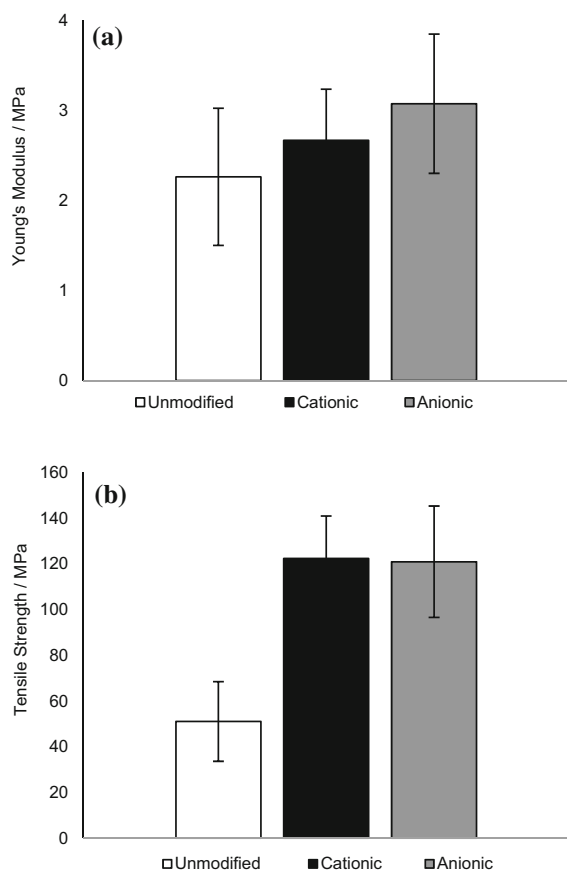 (a)
Young's Modulus / MPa
4
3
2
1
0
Unmodified Cationic Anionic
(b)
Tensile Strength / MPa
160
140
120
100
80
60
40
20
0
Unmodified Cationic Anionic